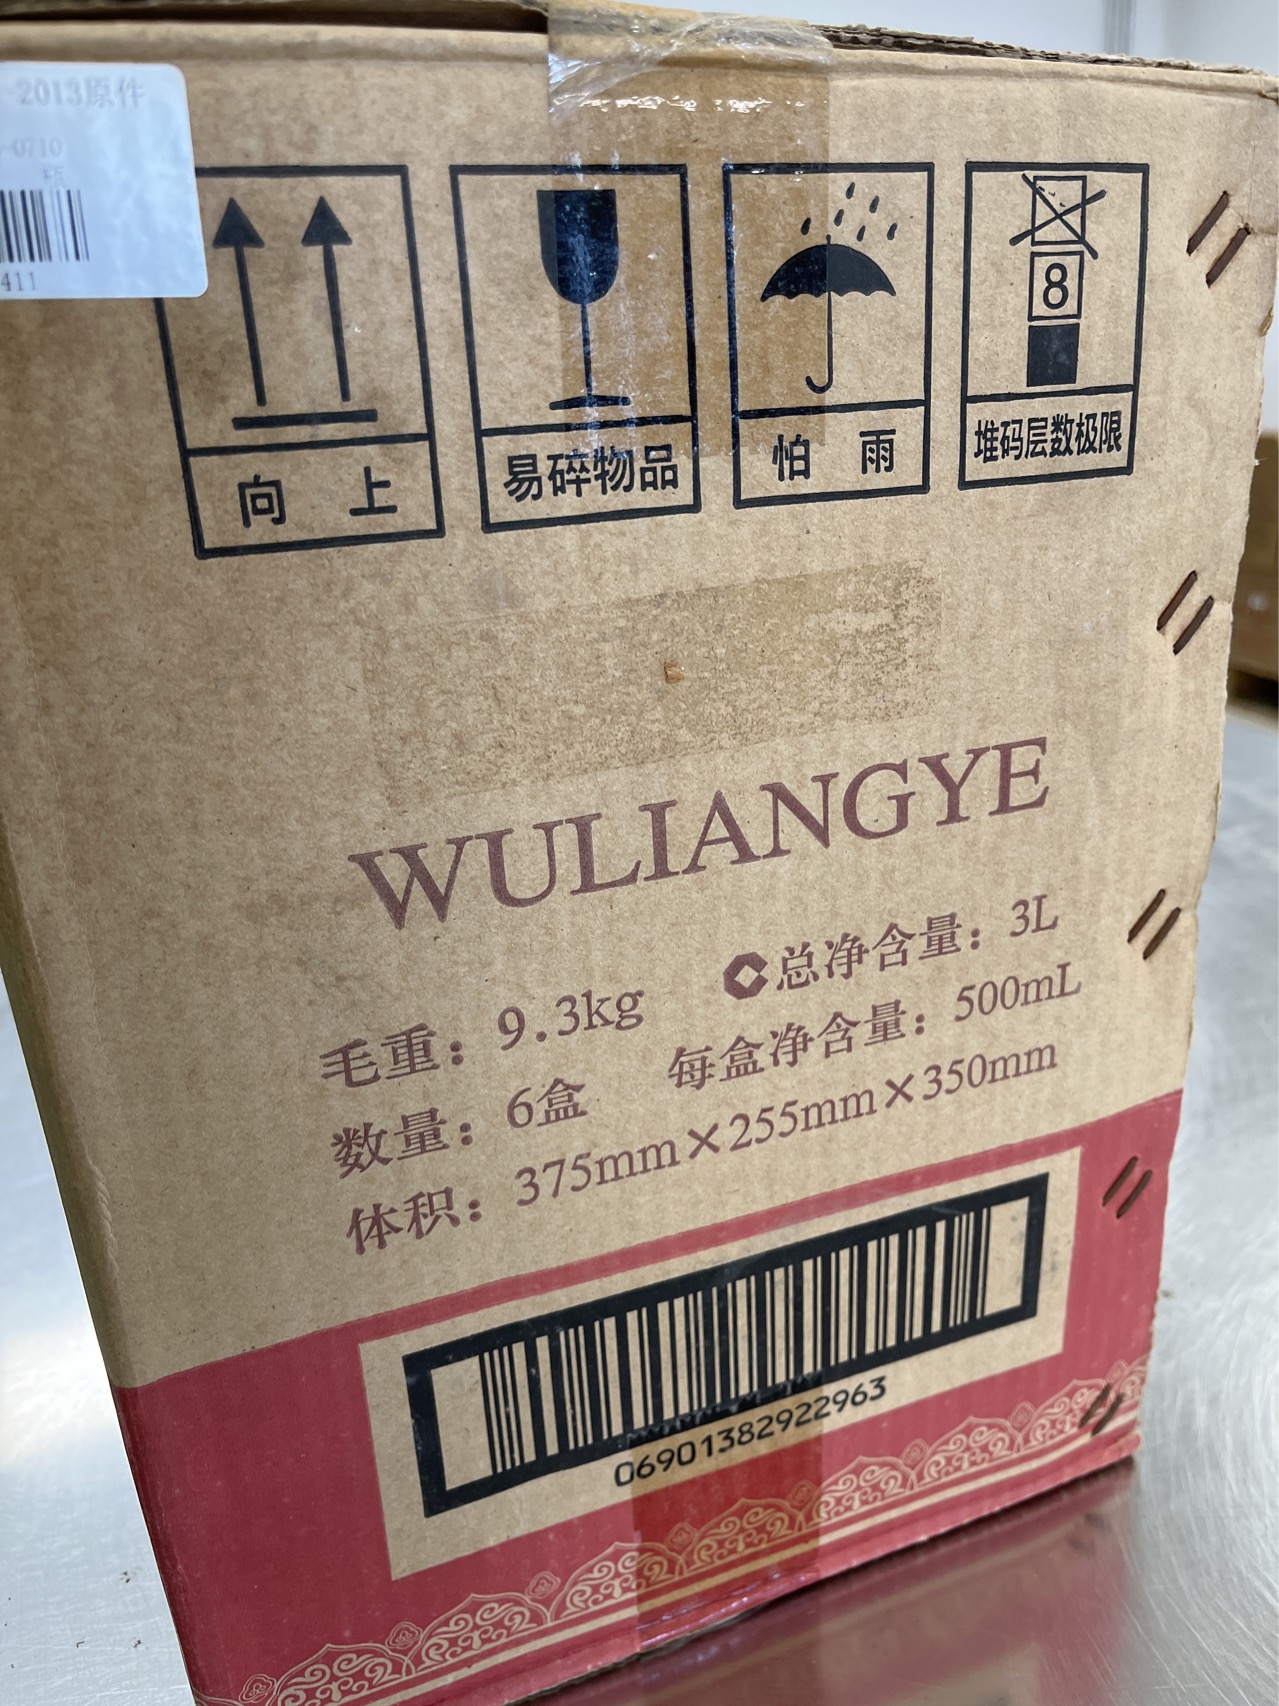 2013原件
-0710
411
向 上
易碎物品
怕 雨
8
堆码层数极限
WULIANGYE
毛重：9.3kg 总净含量：3L
数量：6盒 每盒净含量：500mL
体积：375mm×255mm×350mm
06901382922963